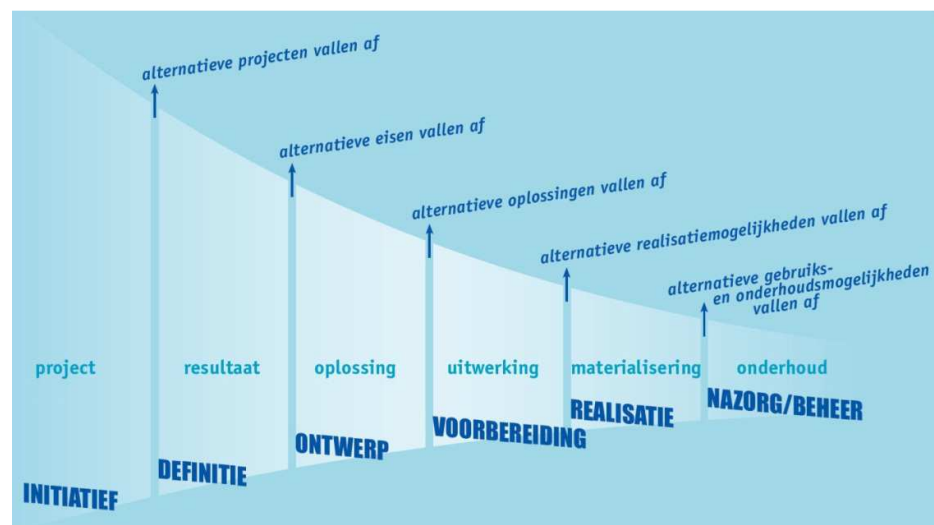 alternatieve projecten vallen af
alternatieve eisen vallen af
alternatieve oplossingen vallen af
alternatieve realisatiemogelijkheden vallen af
alternatieve gebruiks-
en onderhoudsmogelijkheden
vallen af
project
resultaat
oplossing
uitwerking
materialisering
onderhoud
INITIATIEF
DEFINITIE
ONTWERP
VOORBEREIDING
REALISATIE
NAZORG/BEHEER